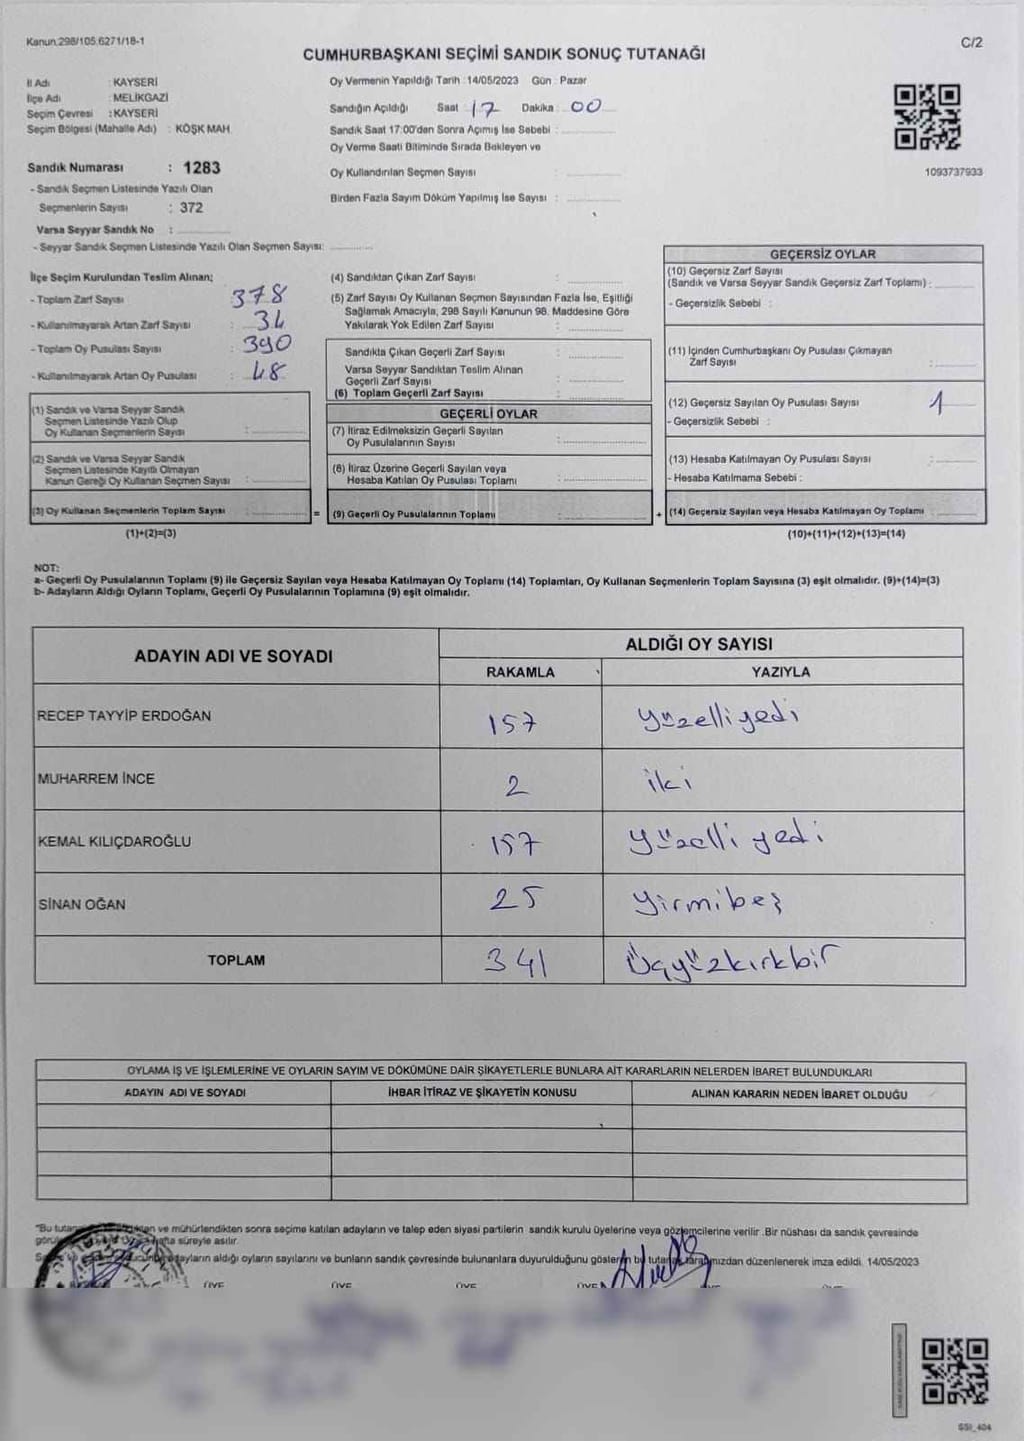 Kanun.298/105.6271/18-1
C/2
CUMHURBAŞKANI SEÇİMİ SANDIK SONUÇ TUTANAĞI
İl Adı : KAYSERİ
İlçe Adı : MELİKGAZİ
Seçim Çevresi : KAYSERİ
Seçim Bölgesi (Mahalle Adı) : KÖŞK MAH.
Oy Vermenin Yapıldığı Tarih : 14/05/2023 Gün : Pazar
Sandığın Açıldığı Saat : 17 Dakika : 00
Sandık Saat 17:00'dan Sonra Açımış İse Sebebi :
Oy Verme Saati Bitiminde Sırada Bekleyen ve
Oy Kullandırılan Seçmen Sayısı :
Birden Fazla Sayım Döküm Yapılmış İse Sayısı :
1093737933
Sandık Numarası : 1283
- Sandık Seçmen Listesinde Yazılı Olan
Seçmenlerin Sayısı : 372
Varsa Seyyar Sandık No :
- Seyyar Sandık Seçmen Listesinde Yazılı Olan Seçmen Sayısı:
İlçe Seçim Kurulundan Teslim Alınan;
- Toplam Zarf Sayısı : 378
- Kullanılmayarak Artan Zarf Sayısı :
- Toplam Oy Pusulası Sayısı : 390
- Kullanılmayarak Artan Oy Pusulası : 48
(1) Sandık ve Varsa Seyyar Sandık
Seçmen Listesinde Yazılı Olup
Oy Kullanan Seçmenlerin Sayısı :
(2) Sandık ve Varsa Seyyar Sandık
Seçmen Listesinde Kayıtlı Olmayan
Kanun Gereği Oy Kullanan Seçmen Sayısı :
(3) Oy Kullanan Seçmenlerin Toplam Sayısı :
(1)+(2)=(3)
(4) Sandıktan Çıkan Zarf Sayısı :
(5) Zarf Sayısı Oy Kullanan Seçmen Sayısından Fazla İse, Eşitliği
Sağlamak Amacıyla, 298 Sayılı Kanunun 98. Maddesine Göre
Yakılarak Yok Edilen Zarf Sayısı :
Sandıkta Çıkan Geçerli Zarf Sayısı :
Varsa Seyyar Sandıktan Teslim Alınan
Geçerli Zarf Sayısı :
(6) Toplam Geçerli Zarf Sayısı :
GEÇERLİ OYLAR
(7) İtiraz Edilmeksizin Geçerli Sayılan
Oy Pusulalarının Sayısı :
(8) İtiraz Üzerine Geçerli Sayılan veya
Hesaba Katılan Oy Pusulası Toplamı :
= (9) Geçerli Oy Pusulalarının Toplamı :
GEÇERSİZ OYLAR
(10) Geçersiz Zarf Sayısı
(Sandık ve Varsa Seyyar Sandık Geçersiz Zarf Toplamı) :
- Geçersizlik Sebebi :
(11) İçinden Cumhurbaşkanı Oy Pusulası Çıkmayan
Zarf Sayısı :
(12) Geçersiz Sayılan Oy Pusulası Sayısı : 1
- Geçersizlik Sebebi :
(13) Hesaba Katılmayan Oy Pusulası Sayısı :
- Hesaba Katılmama Sebebi :
+ (14) Geçersiz Sayılan veya Hesaba Katılmayan Oy Toplamı :
(10)+(11)+(12)+(13)=(14)
NOT:
a- Geçerli Oy Pusulalarının Toplamı (9) ile Geçersiz Sayılan veya Hesaba Katılmayan Oy Toplamı (14) Toplamları, Oy Kullanan Seçmenlerin Toplam Sayısına (3) eşit olmalıdır. (9)+(14)=(3)
b- Adayların Aldığı Oyların Toplamı, Geçerli Oy Pusulalarının Toplamına (9) eşit olmalıdır.
ADAYIN ADI VE SOYADI
ALDIĞI OY SAYISI
RAKAMLA YAZIYLA
RECEP TAYYİP ERDOĞAN 157 yüzelliyedi
MUHARREM İNCE 2 iki
KEMAL KILIÇDAROĞLU 157 yüzelli yedi
SİNAN OĞAN 25 yirmibeş
TOPLAM 341 Üçyüzkırkbir
OYLAMA İŞ VE İŞLEMLERİNE VE OYLARIN SAYIM VE DÖKÜMÜNE DAİR ŞİKAYETLERLE BUNLARA AİT KARARLARIN NELERDEN İBARET BULUNDUKLARI
ADAYIN ADI VE SOYADI İHBAR İTİRAZ VE ŞİKAYETİN KONUSU ALINAN KARARIN NEDEN İBARET OLDUĞU
"Bu ve mühürlendikten sonra seçime katılan adayların ve talep eden siyasi partilerin sandık kurulu üyelerine veya gözlemcilerine verilir .Bir nüshası da sandık çevresinde
süreyle asılır.
adayların aldığı oyların sayılarını ve bunların sandık çevresinde bulunanlara duyurulduğunu gösteren bu düzenlenerek imza edildi. 14/05/2023
ÜYE ÜYE ÜYE ÜYE ÜYE ÜYE
SSI_404